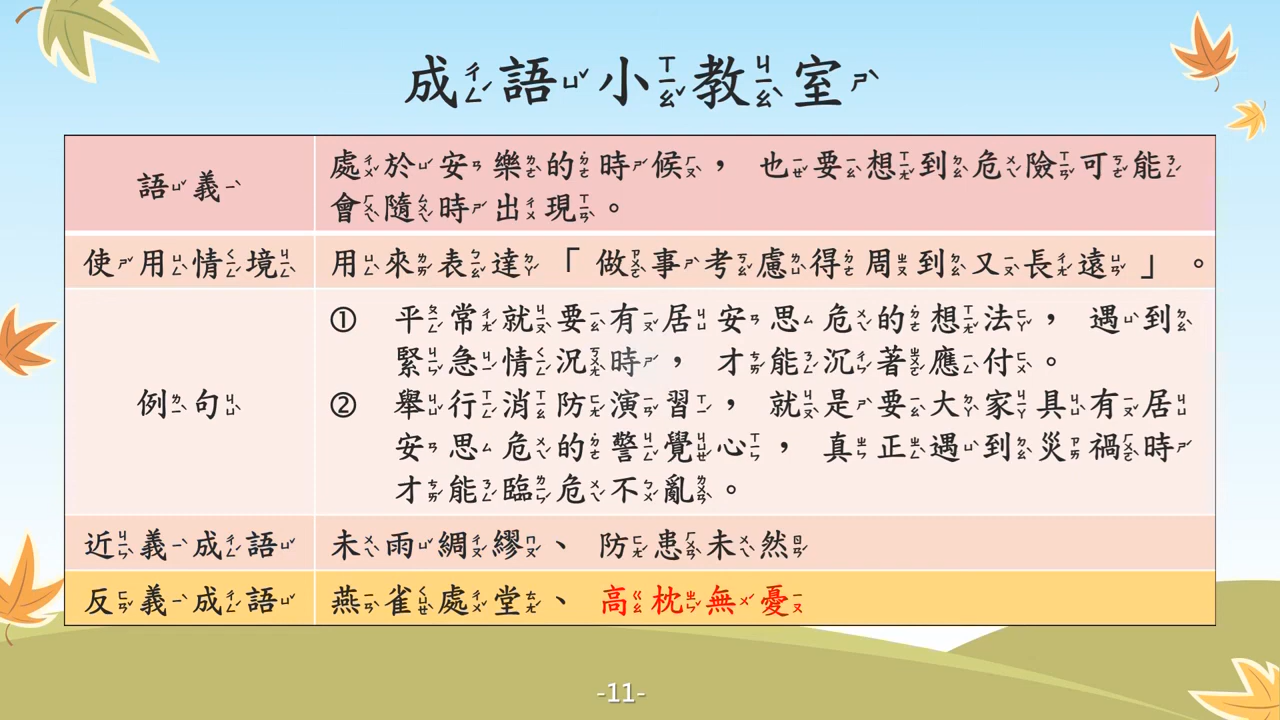 成語小教室
語義
處於安樂的時候，也要想到危險可能
會隨時出現。
使用情境
用來表達「做事考慮得周到又長遠」。
例句
① 平常就要有居安思危的想法，遇到
緊急情況時，才能沉著應付。
② 舉行消防演習，就是要大家具有居
安思危的警覺心，真正遇到災禍時
才能臨危不亂。
近義成語
未雨綢繆、防患未然
反義成語
燕雀處堂、高枕無憂
-11-